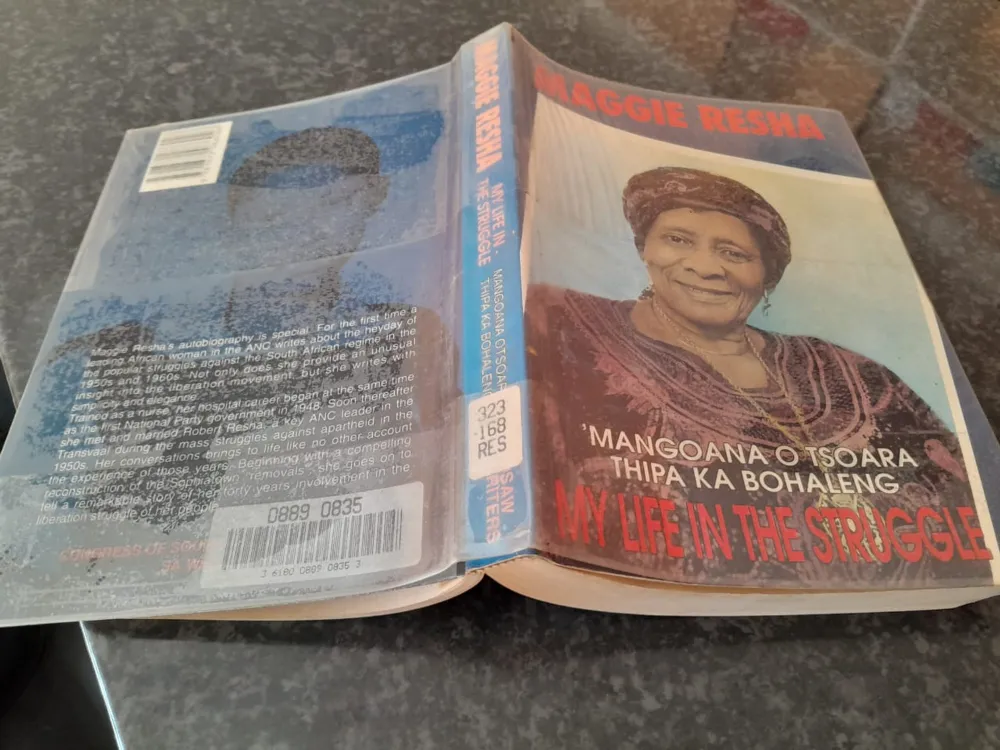 MAGGIE RESHA
'MANGOANA O TSOARA
THIPA KA BOHALENG
MY LIFE IN THE STRUGGLE
MAGGIE RESHA
MY LIFE IN
THE STRUGGLE
MANGOANA OTSOAR
THIPA KA BOHALENG
323
·168
RES
SAW
RITERS
Maggie Resha's autobiography is special. For the first time a
leading African woman in the ANC writes about the heyday of
the popular struggles against the South African regime in the
1950s and 1960s. Not only does she provide an unusual
insight into the liberation movement, but she writes with
simplicity and elegance.
Trained as a nurse, her hospital career began at the same time
as the first National Party government in 1948. Soon thereafter
she met and married Robert Resha, a key ANC leader in the
Transvaal during the mass struggles against apartheid in the
1950s. Her conversations brings to life like no other account
the experience of those years. Beginning with a compelling
reconstruction of the Sophiatown removals, she goes on to
tell a remarkable story of her forty years involvement in the
liberation struggle of her people
CONGRESS OF SOU
0889 0835
3 6180 0889 0835 3